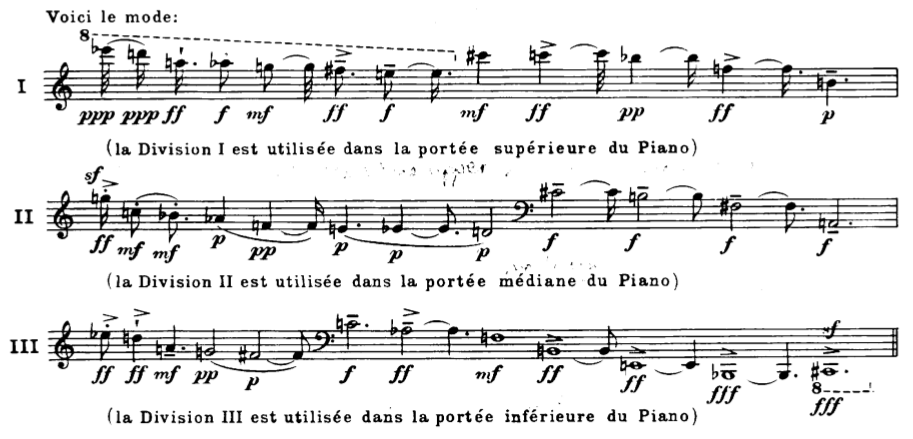 Voici le mode:
8
I
ppp ppp ff f mf ff f mf ff pp ff p
(la Division I est utilisée dans la portée supérieure du Piano)
sf
II
ff mf mf p pp p p p f f f f
(la Division II est utilisée dans la portée médiane du Piano)
sf
III
ff ff mf pp p f ff mf ff ff fff fff
8
(la Division III est utilisée dans la portée inférieure du Piano)